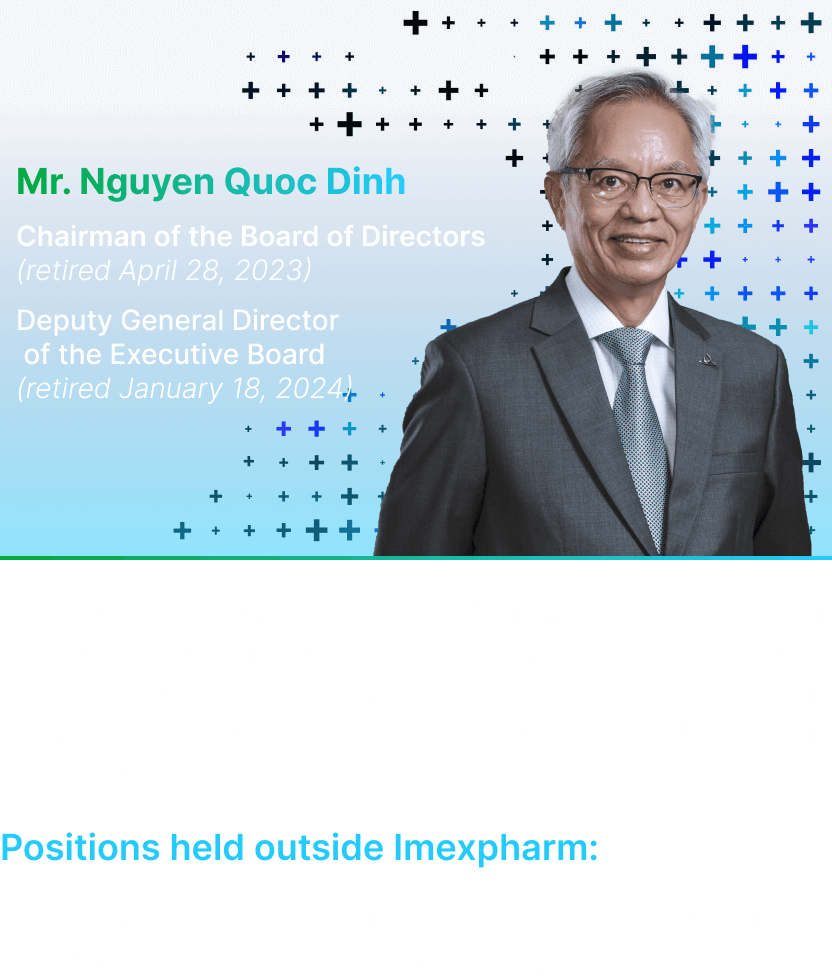 Mr. Nguyen Quoc Dinh
Chairman of the Board of Directors
(retired April 28, 2023)
Deputy General Director
of the Executive Board
(retired January 18, 2024)
Positions held outside Imexpharm: